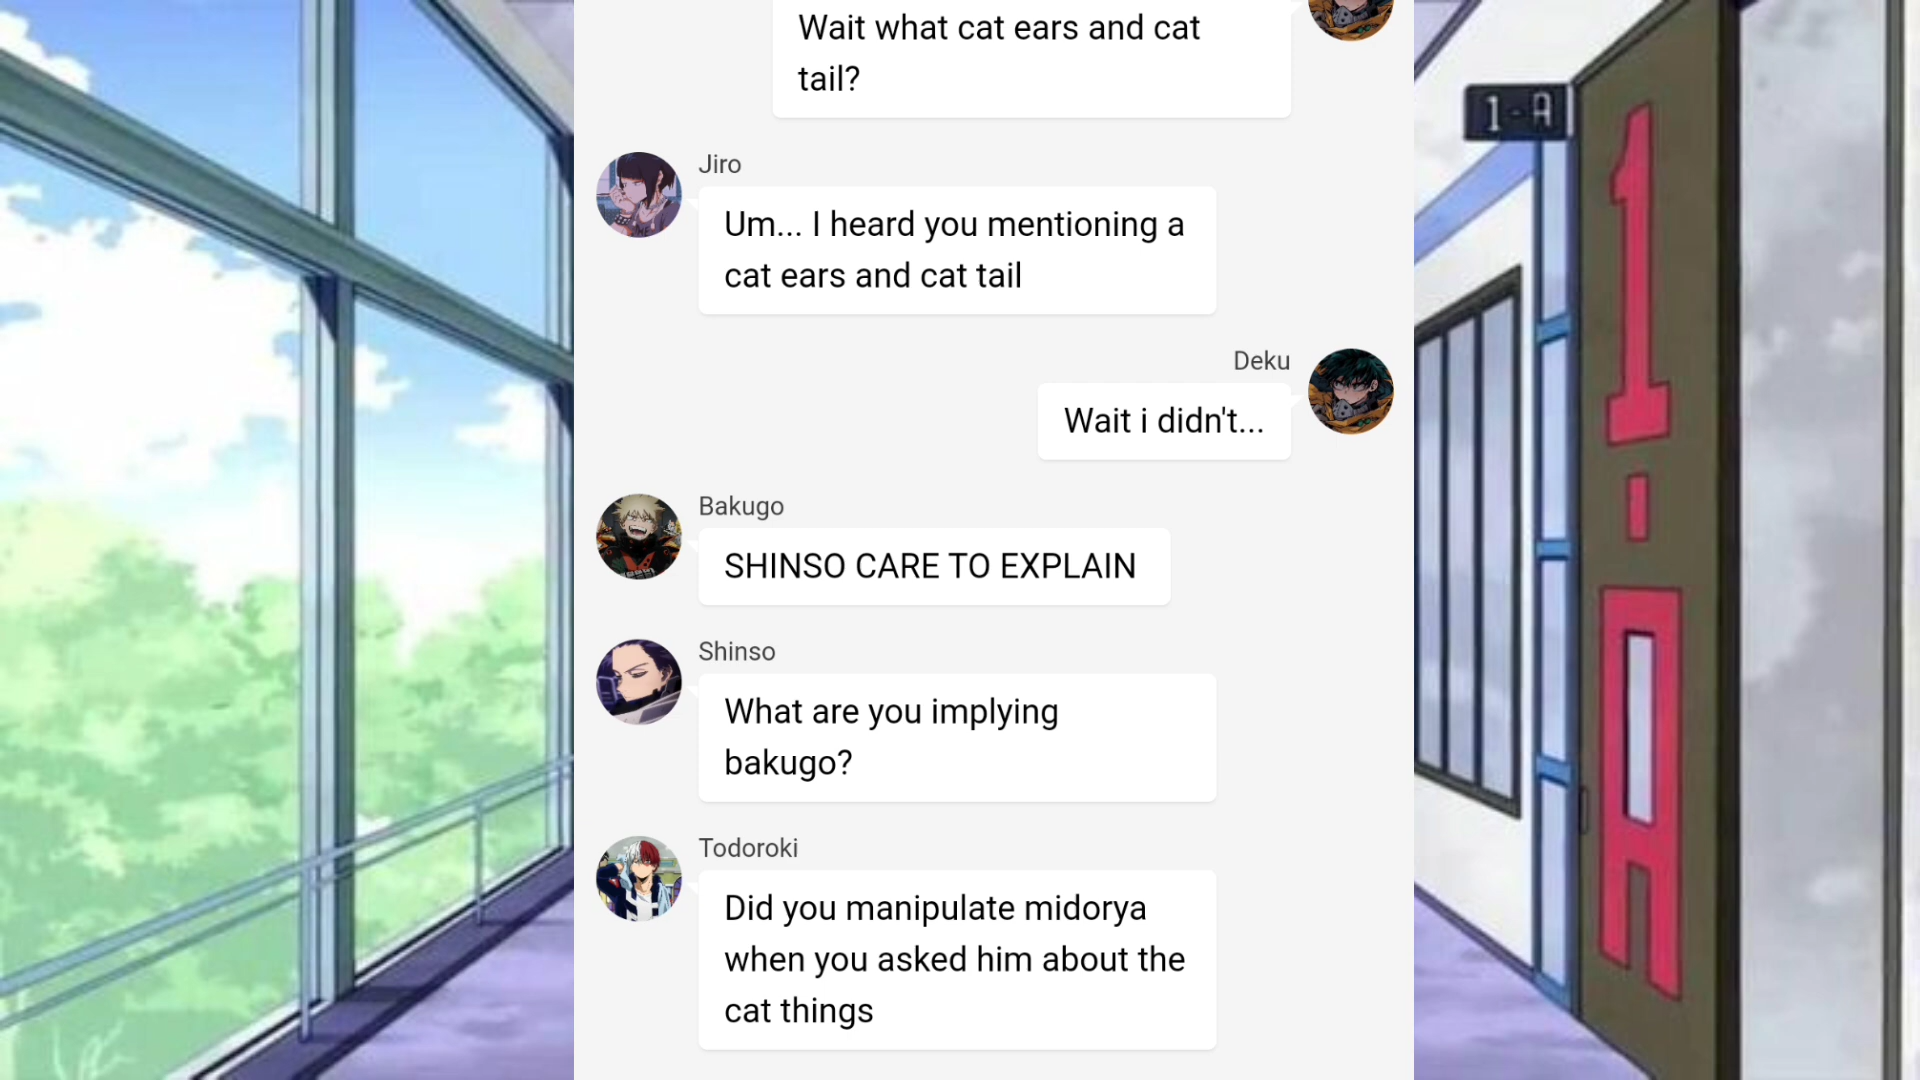 Wait what cat ears and cat
tail?
Jiro
Um... I heard you mentioning a
cat ears and cat tail
Deku
Wait i didn't...
Bakugo
SHINSO CARE TO EXPLAIN
Shinso
What are you implying
bakugo?
Todoroki
Did you manipulate midorya
when you asked him about the
cat things
1-A
1-A